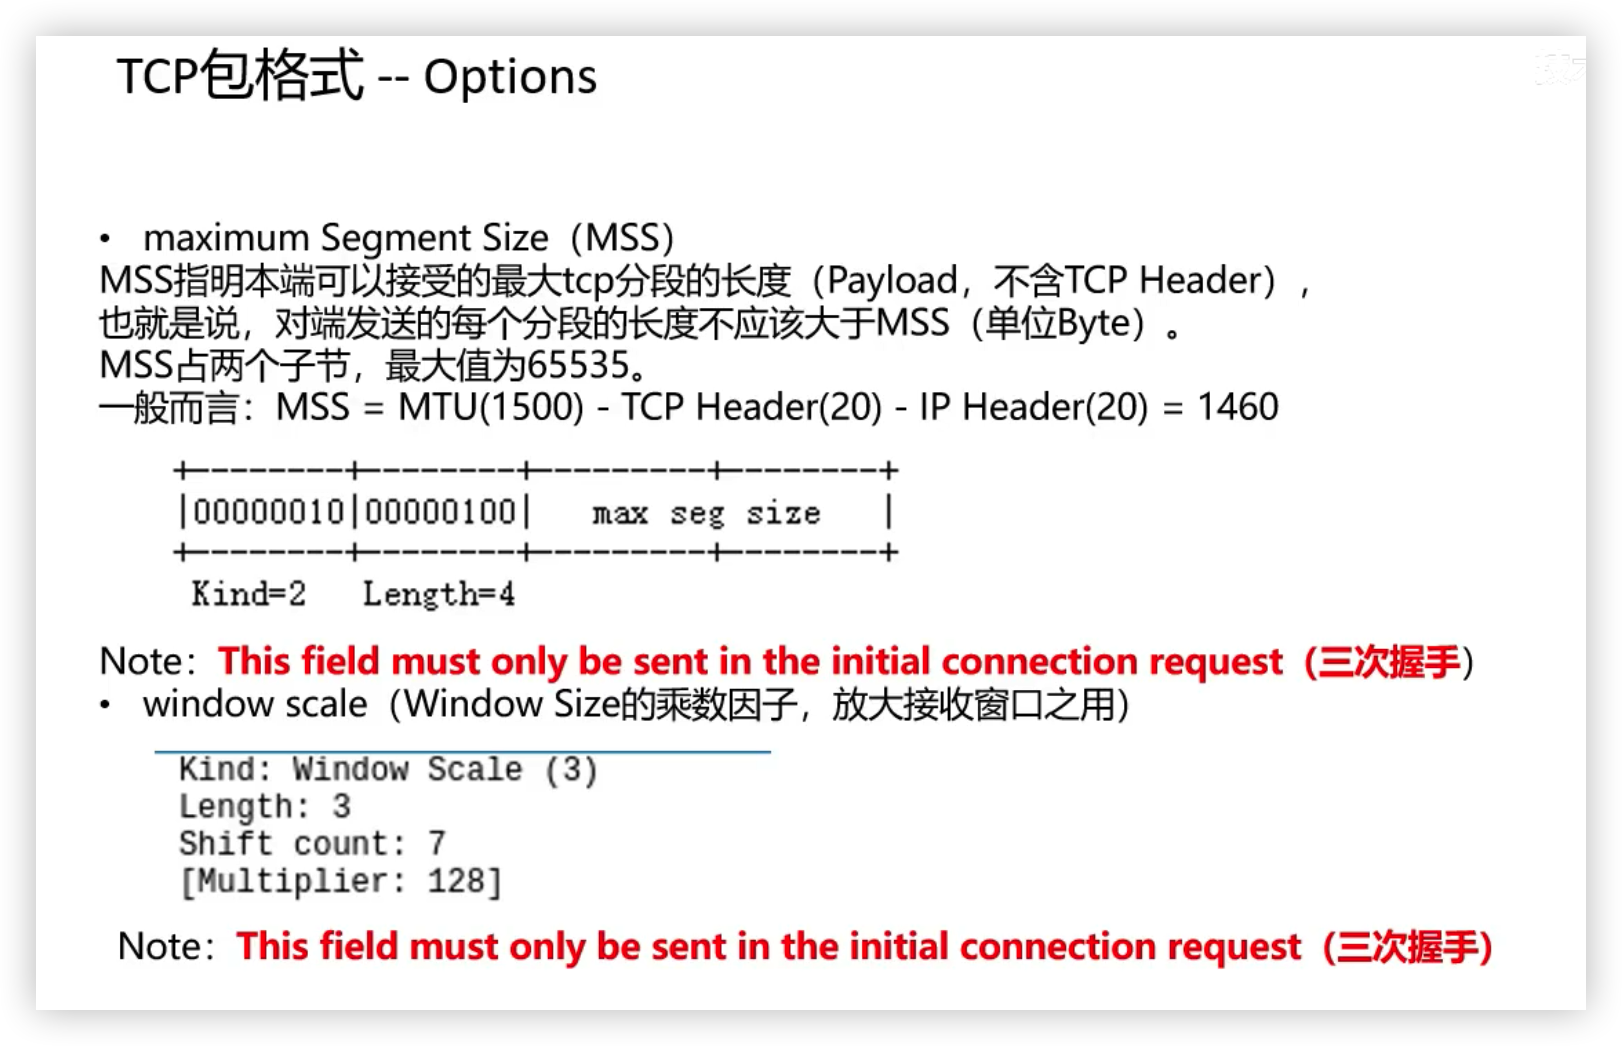 TCP包格式 -- Options
• maximum Segment Size（MSS）
MSS指明本端可以接受的最大tcp分段的长度（Payload，不含TCP Header），
也就是说，对端发送的每个分段的长度不应该大于MSS（单位Byte）。
MSS占两个子节，最大值为65535。
一般而言：MSS = MTU(1500) - TCP Header(20) - IP Header(20) = 1460
+--------+--------+---------+--------+
|00000010|00000100|   max seg size   |
+--------+--------+---------+--------+
Kind=2   Length=4
Note：This field must only be sent in the initial connection request（三次握手）
• window scale（Window Size的乘数因子，放大接收窗口之用）
Kind: Window Scale (3)
Length: 3
Shift count: 7
[Multiplier: 128]
Note：This field must only be sent in the initial connection request（三次握手）